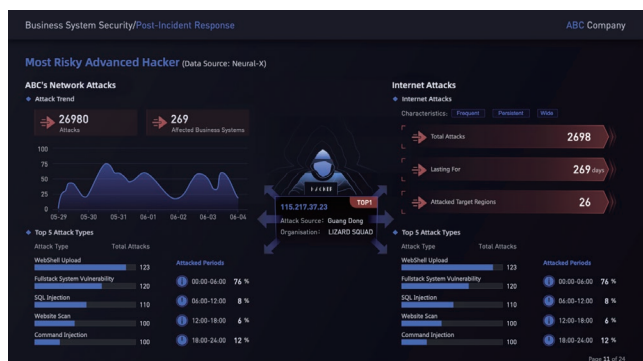 Business System Security/Post-Incident Response
ABC Company
Most Risky Advanced Hacker (Data Source: Neural-X)
ABC's Network Attacks
Attack Trend
26980
Attacks
269
Affected Business Systems
100
75
50
25
0
05-29 05-30 05-31 06-01 06-02 06-03 06-04
Top 5 Attack Types
Attack Type Total Attacks
WebShell Upload
123
Fullstack System Vulnerability
120
SQL Injection
110
Website Scan
100
Command Injection
100
Attacked Periods
00:00-06:00 76 %
06:00-12:00 8 %
12:00-18:00 6 %
18:00-24:00 12 %
HACKER
TOP1
115.217.37.23
Attack Source: Guang Dong
Organisation: LIZARD SQUAD
Internet Attacks
Internet Attacks
Characteristics: Frequent Persistent Wide
Total Attacks 2698
Lasting For 269 days
Attacked Target Regions 26
Top 5 Attack Types
Attack Type Total Attacks
WebShell Upload
123
Fullstack System Vulnerability
120
SQL Injection
110
Website Scan
100
Command Injection
100
Attacked Periods
00:00-06:00 76 %
06:00-12:00 8 %
12:00-18:00 6 %
18:00-24:00 12 %
Page 11 of 24